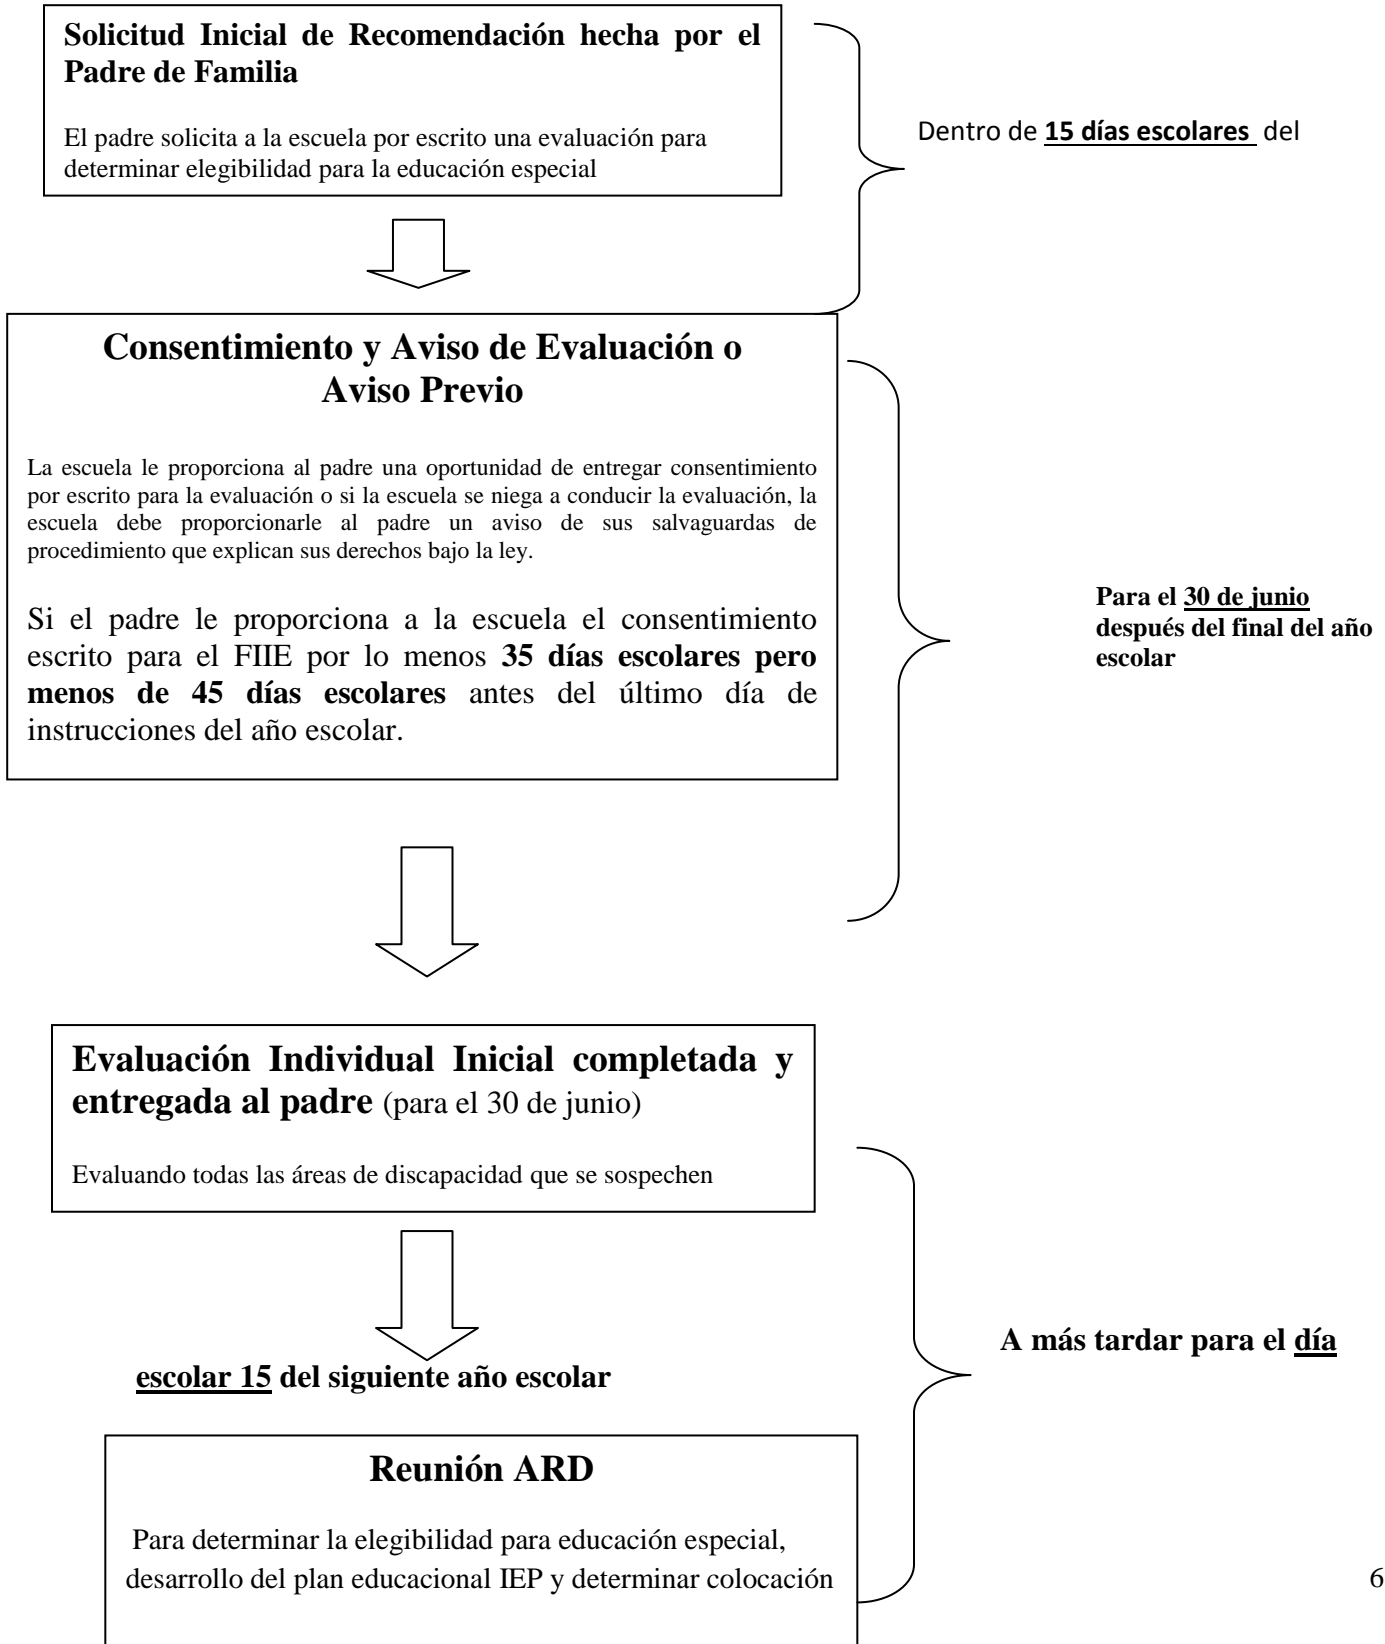 Solicitud Inicial de Recomendación hecha por el
Padre de Familia
El padre solicita a la escuela por escrito una evaluación para
determinar elegibilidad para la educación especial
Dentro de 15 días escolares del
Consentimiento y Aviso de Evaluación o
Aviso Previo
La escuela le proporciona al padre una oportunidad de entregar consentimiento
por escrito para la evaluación o si la escuela se niega a conducir la evaluación, la
escuela debe proporcionarle al padre un aviso de sus salvaguardas de
procedimiento que explican sus derechos bajo la ley.
Si el padre le proporciona a la escuela el consentimiento
escrito para el FIIE por lo menos 35 días escolares pero
menos de 45 días escolares antes del último día de
instrucciones del año escolar.
Para el 30 de junio
después del final del año
escolar
Evaluación Individual Inicial completada y
entregada al padre (para el 30 de junio)
Evaluando todas las áreas de discapacidad que se sospechen
A más tardar para el día
escolar 15 del siguiente año escolar
Reunión ARD
Para determinar la elegibilidad para educación especial,
desarrollo del plan educacional IEP y determinar colocación
6